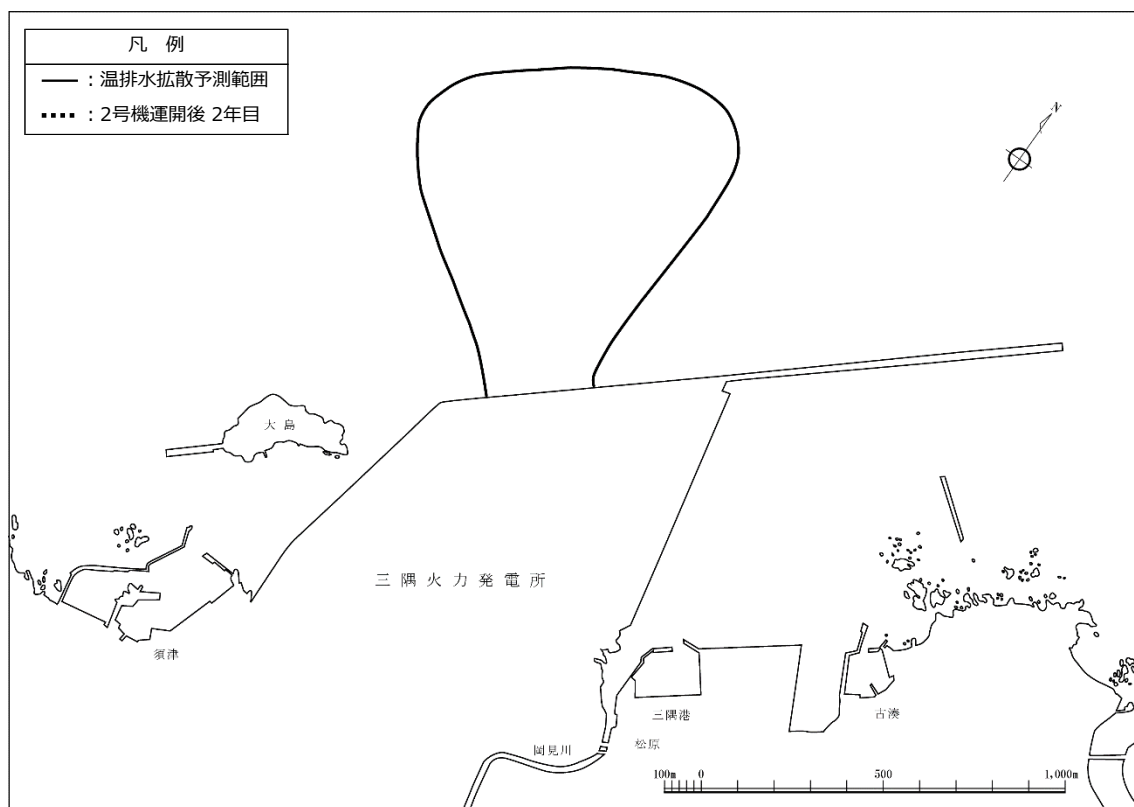 凡 例
：温排水拡散予測範囲
：2号機運開後 2年目
N
大 島
三 隅 火 力 発 電 所
須津
三隅港
古湊
岡見川
松原
100m 0 500 1,000m